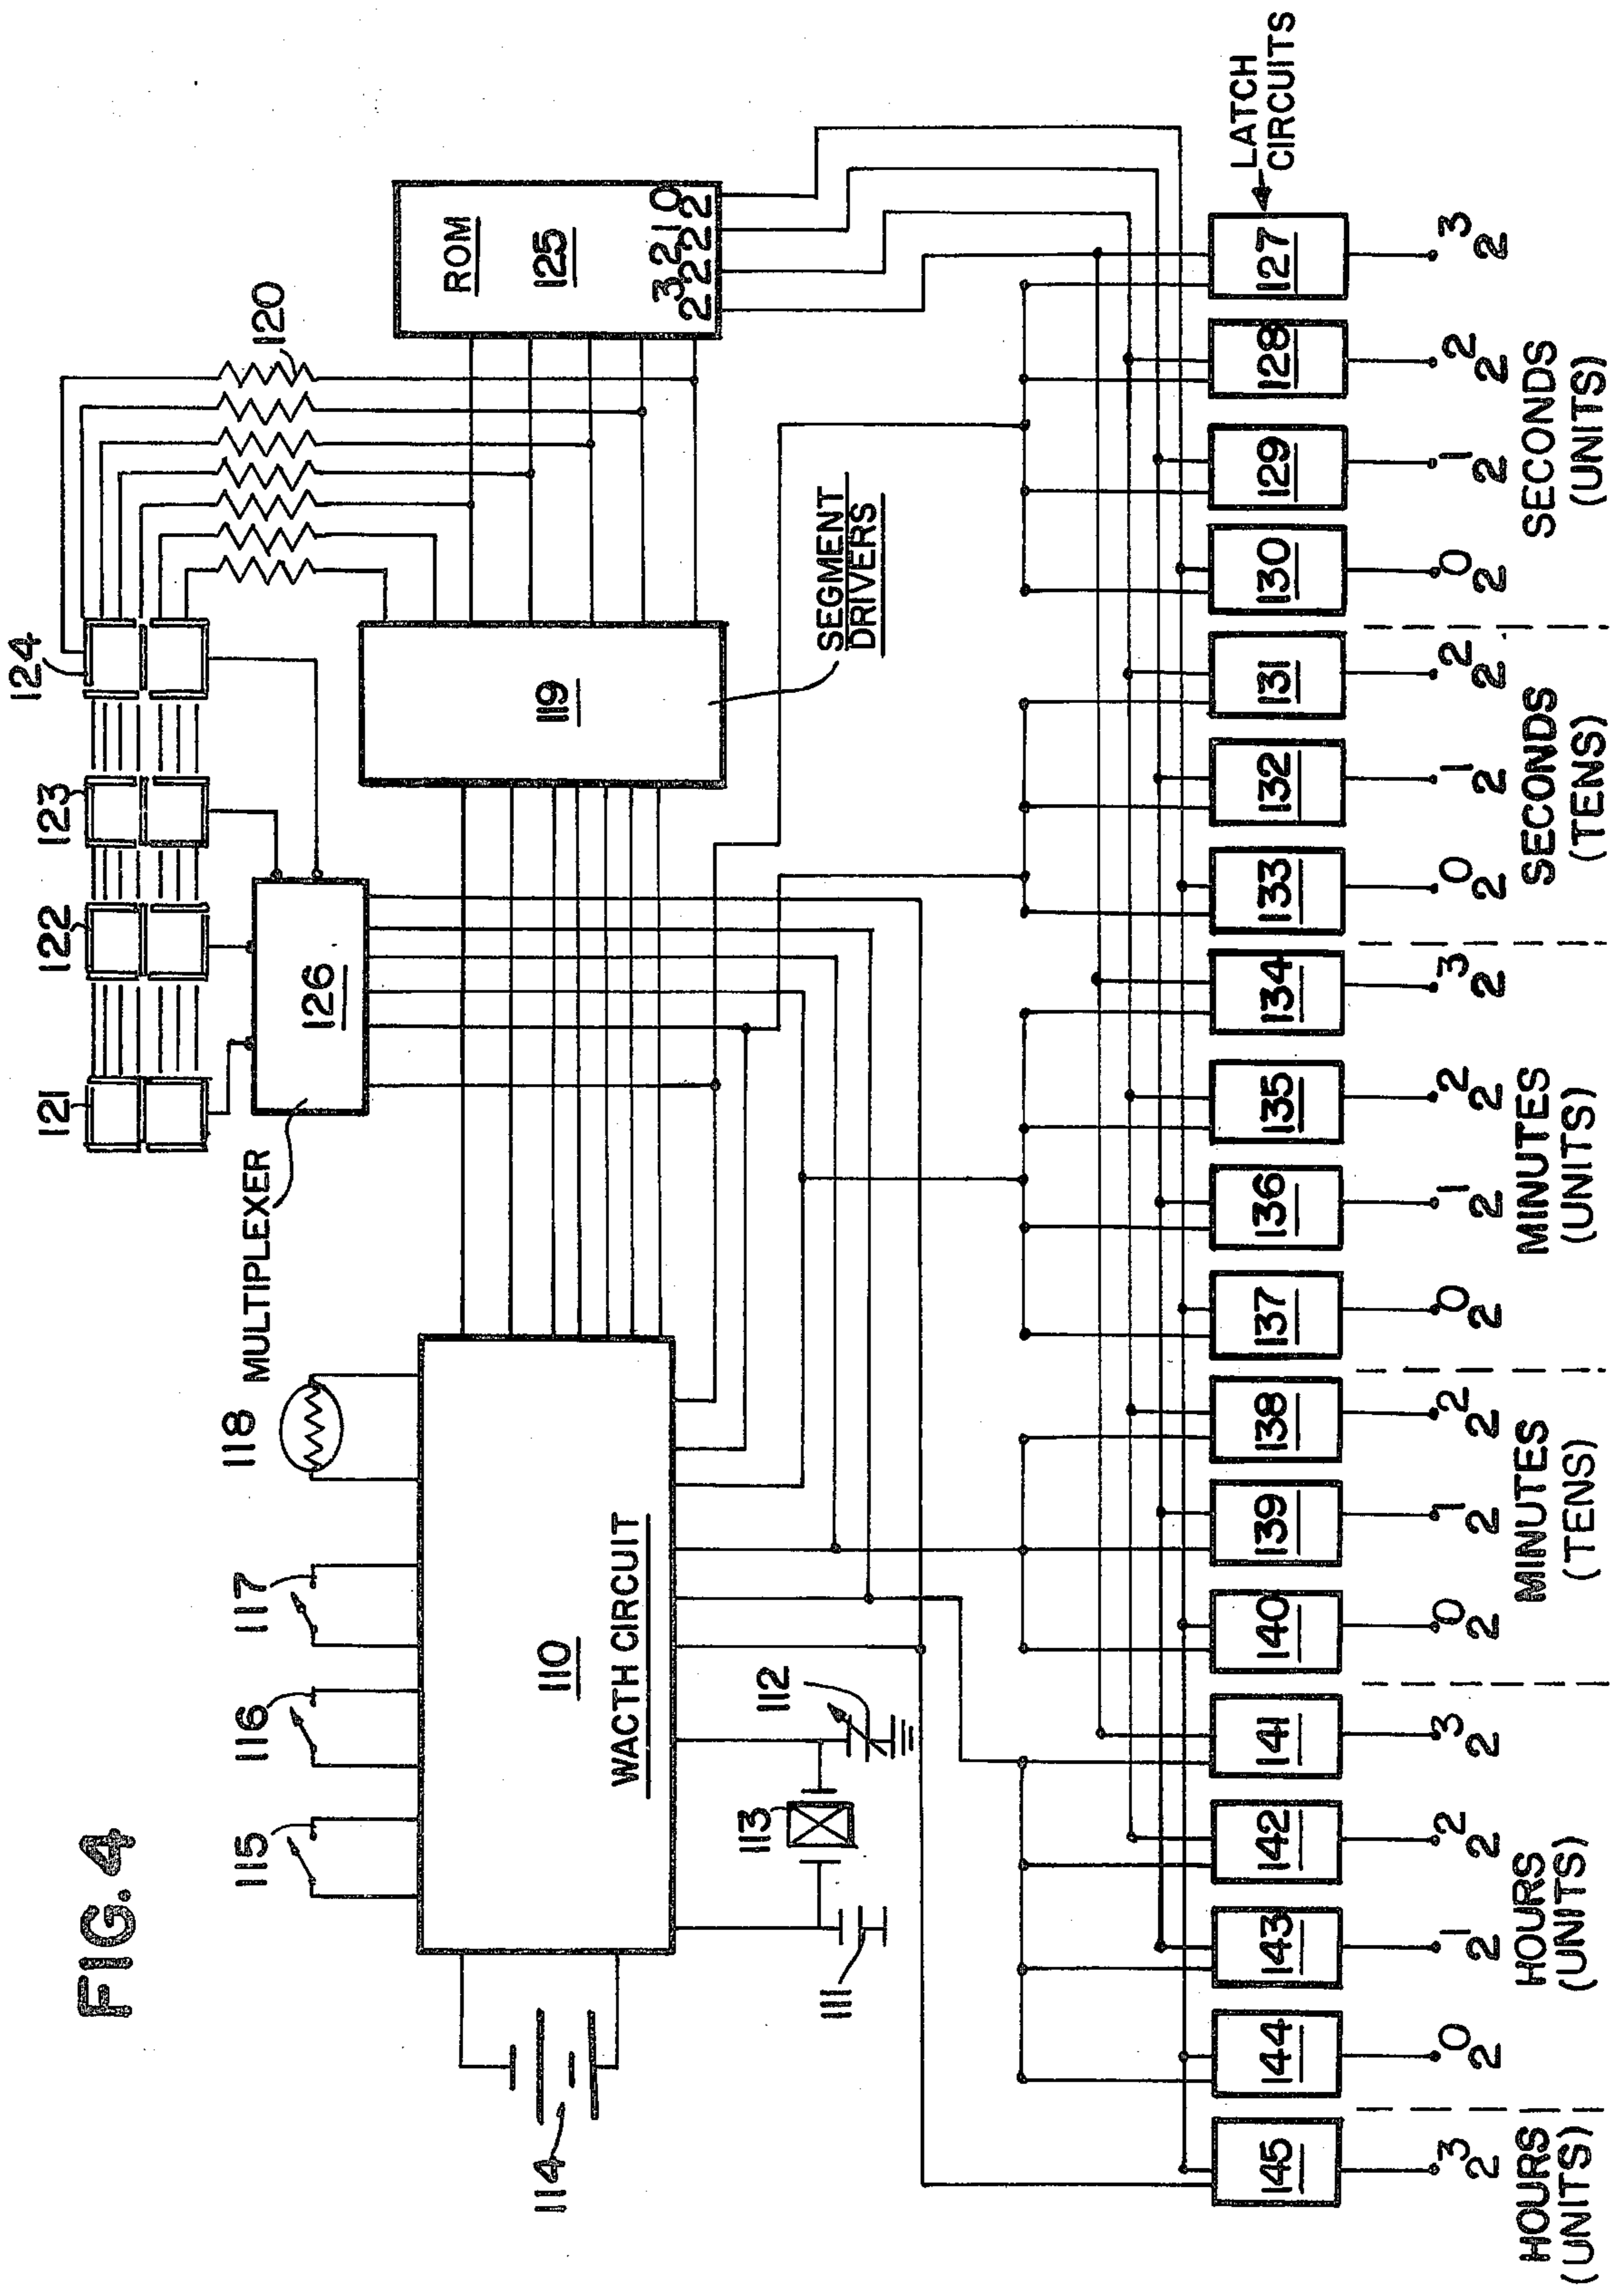 FIG. 4
121
122
123
124
115
116
117
118
MULTIPLEXER
120
126
114
110
WACTH CIRCUIT
119
SEGMENT
DRIVERS
ROM
125
2³ 2² 2¹ 2⁰
111
113
112
LATCH
CIRCUITS
145 144 143 142 141 140 139 138 137 136 135 134 133 132 131 130 129 128 127
2³ 2⁰ 2¹ 2² 2³ 2⁰ 2¹ 2² 2⁰ 2¹ 2² 2³ 2⁰ 2¹ 2² 2⁰ 2¹ 2² 2³
HOURS
(UNITS)
HOURS
(UNITS)
MINUTES
(TENS)
MINUTES
(UNITS)
SECONDS
(TENS)
SECONDS
(UNITS)